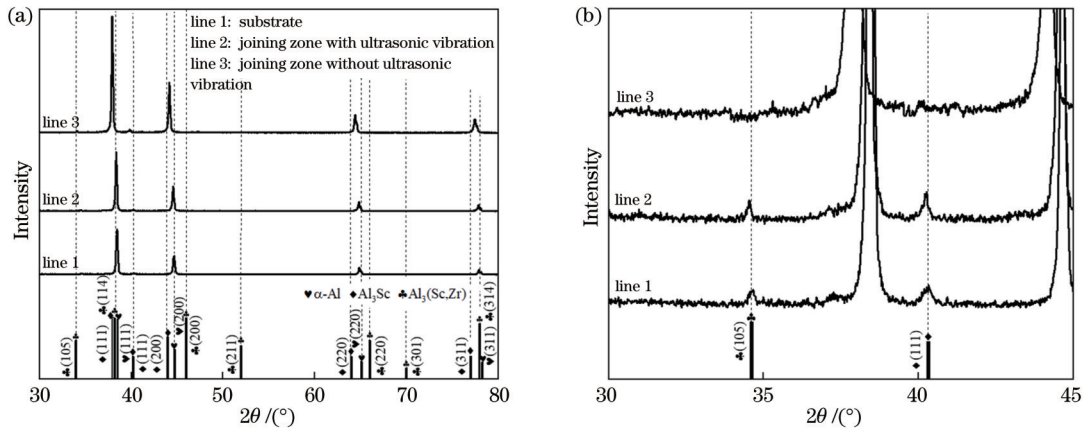 (a)
line 1: substrate
line 2: joining zone with ultrasonic vibration
line 3: joining zone without ultrasonic
vibration
line 3
line 2
line 1
Intensity
♥α-Al ◆Al₃Sc ♣Al₃(Sc,Zr)
♣(105)
♣(114)
◆(111)
♥(111)
◆(111)
◆(200)
♥(200)
♣(200)
♣(211)
◆(220)
♥(220)
♣(220)
♣(301)
◆(311)
♥(311)
♣(314)
30 40 50 60 70 80
2θ /(°)
(b)
line 3
line 2
line 1
Intensity
♣(105)
◆(111)
30 35 40 45
2θ /(°)